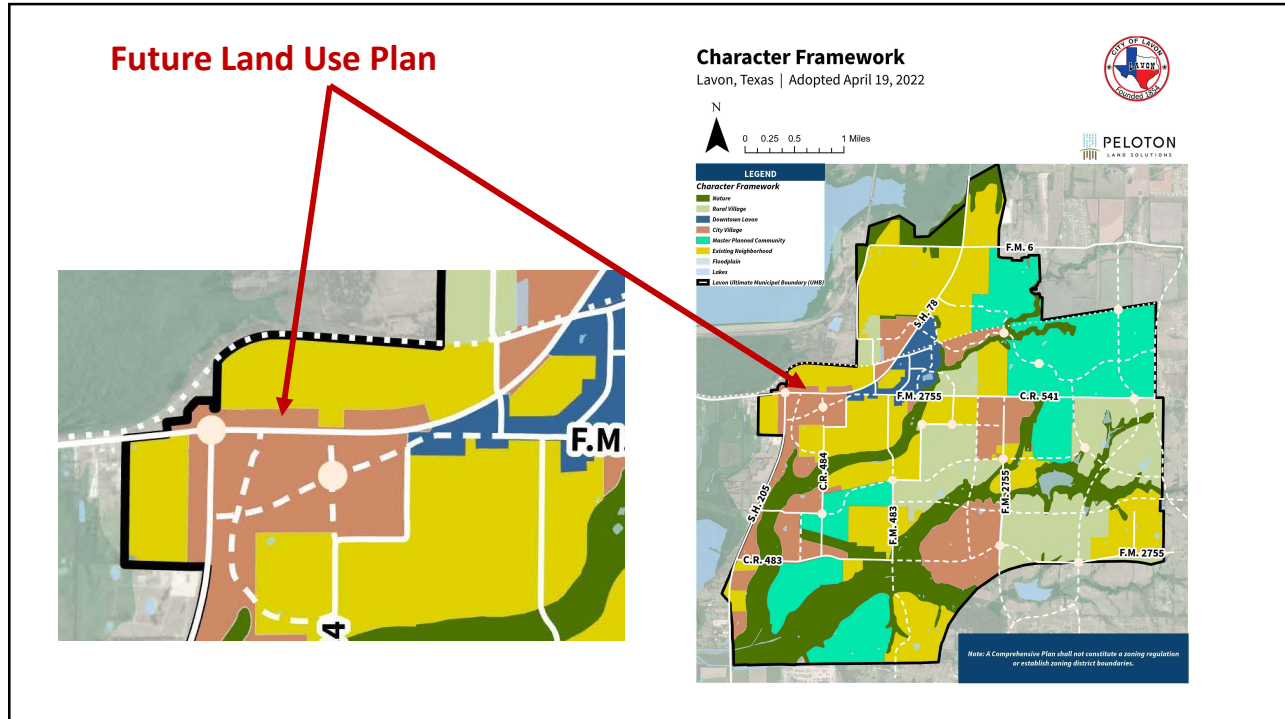 Future Land Use Plan
Character Framework
Lavon, Texas | Adopted April 19, 2022
CITY OF LAVON
LAVON
Founded 1854
N
0 0.25 0.5 1 Miles
PELOTON
LAND SOLUTIONS
LEGEND
Character Framework
Nature
Rural Village
Downtown Lavon
City Village
Master Planned Community
Existing Neighborhood
Floodplain
Lakes
Lavon Ultimate Municipal Boundary (UMB)
F.M. 6
S.H. 78
F.M. 2755
C.R. 541
C.R. 484
S.H. 205
F.M. 2755
F.M. 483
C.R. 483
F.M. 2755
F.M.
4
Note: A Comprehensive Plan shall not constitute a zoning regulation
or establish zoning district boundaries.